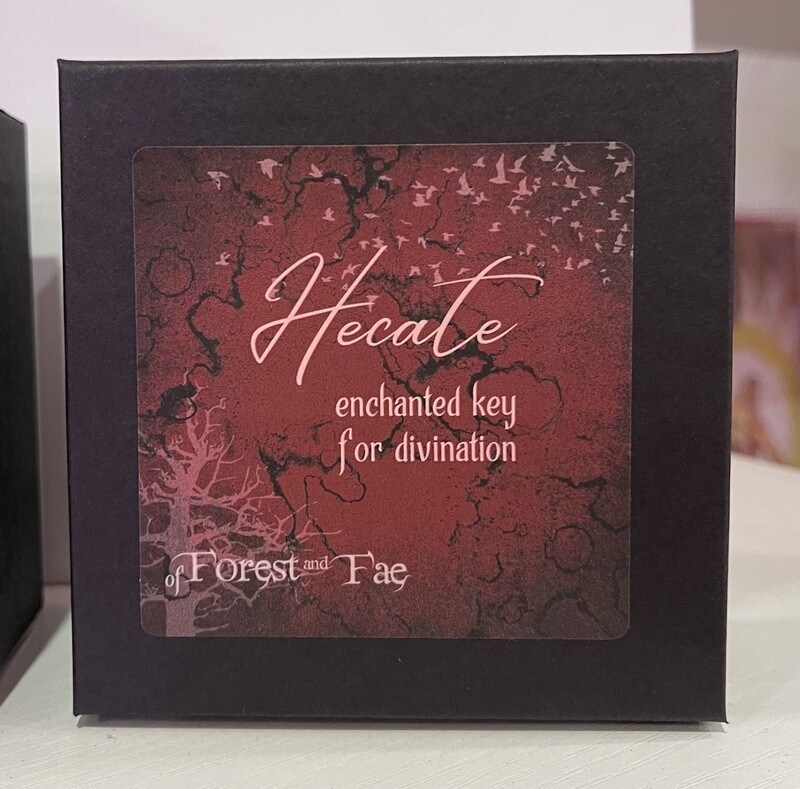 Hecate
enchanted key
for divination
of Forest and Fae